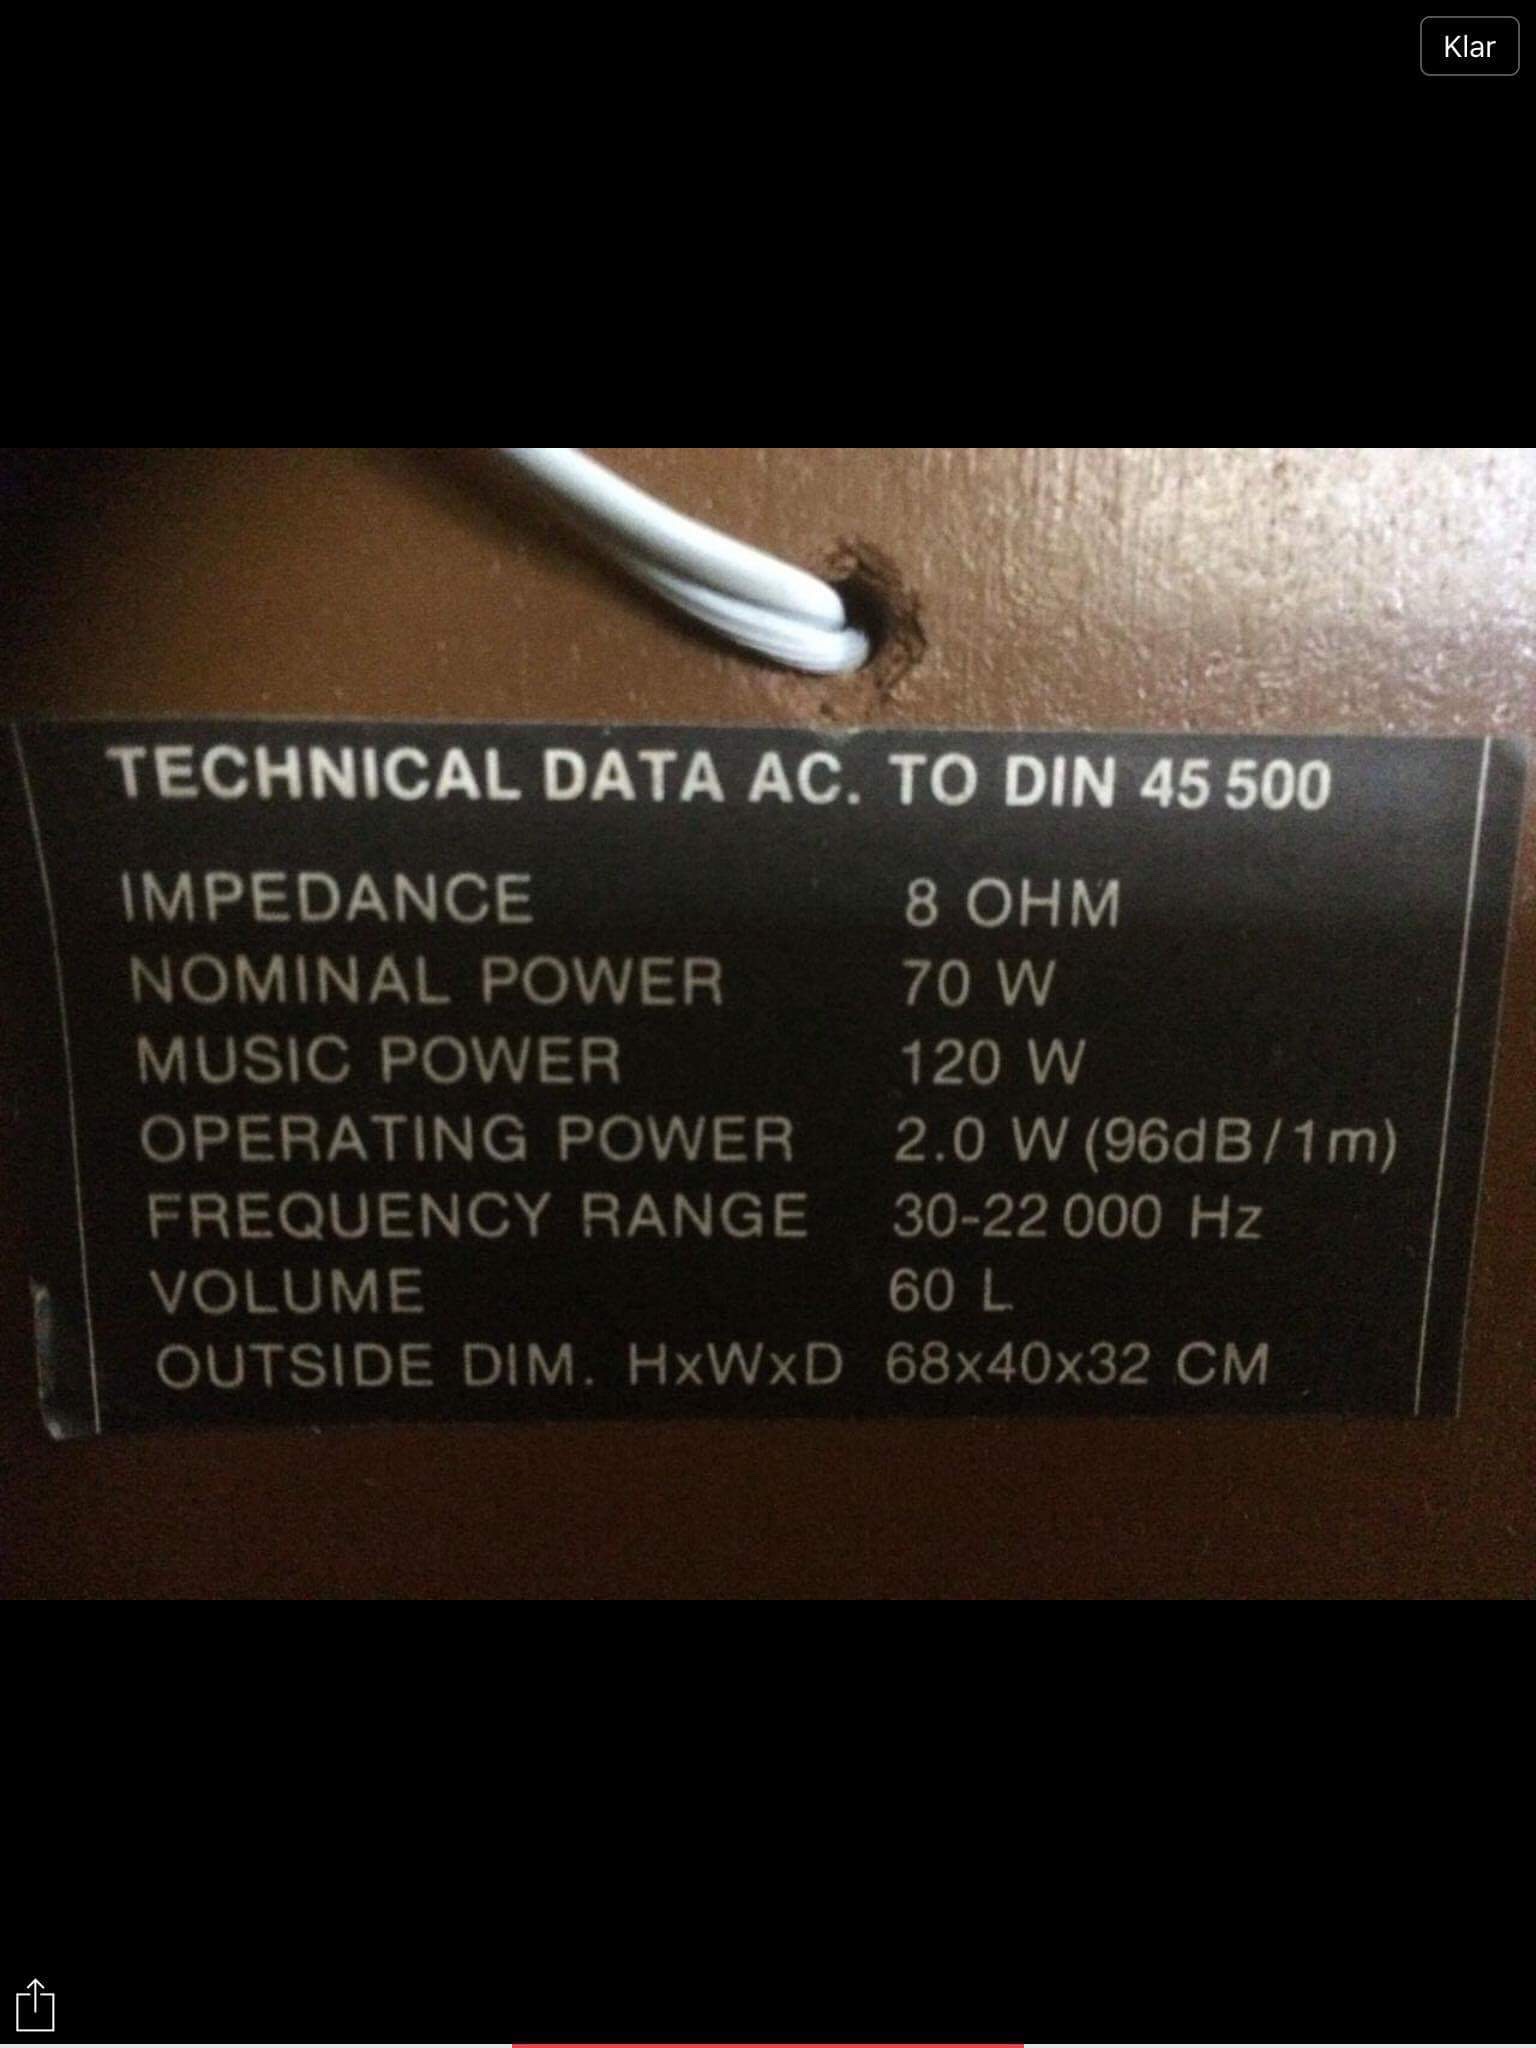 Klar
TECHNICAL DATA AC. TO DIN 45 500
IMPEDANCE 8 OHM
NOMINAL POWER 70 W
MUSIC POWER 120 W
OPERATING POWER 2.0 W (96dB/1m)
FREQUENCY RANGE 30-22 000 Hz
VOLUME 60 L
OUTSIDE DIM. HxWxD 68x40x32 CM